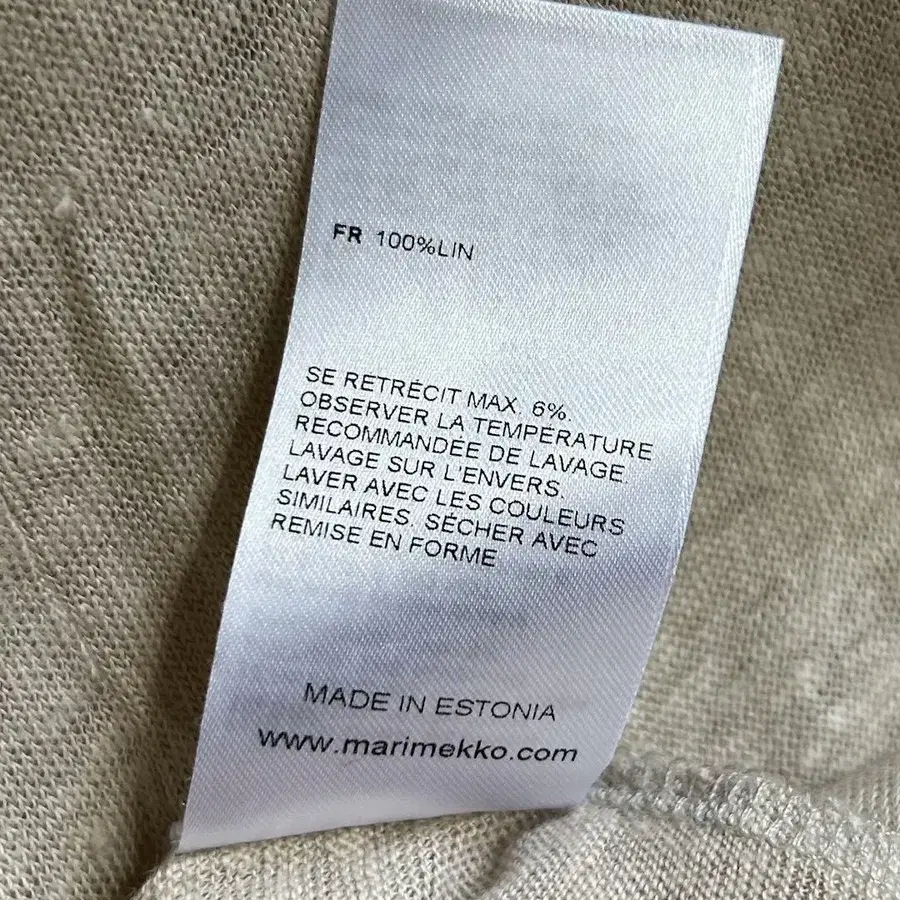 FR 100%LIN
SE RETRÉCIT MAX. 6%.
OBSERVER LA TEMPÉRATURE
RECOMMANDÉE DE LAVAGE.
LAVAGE SUR L'ENVERS.
LAVER AVEC LES COULEURS
SIMILAIRES. SÉCHER AVEC
REMISE EN FORME
MADE IN ESTONIA
www.marimekko.com